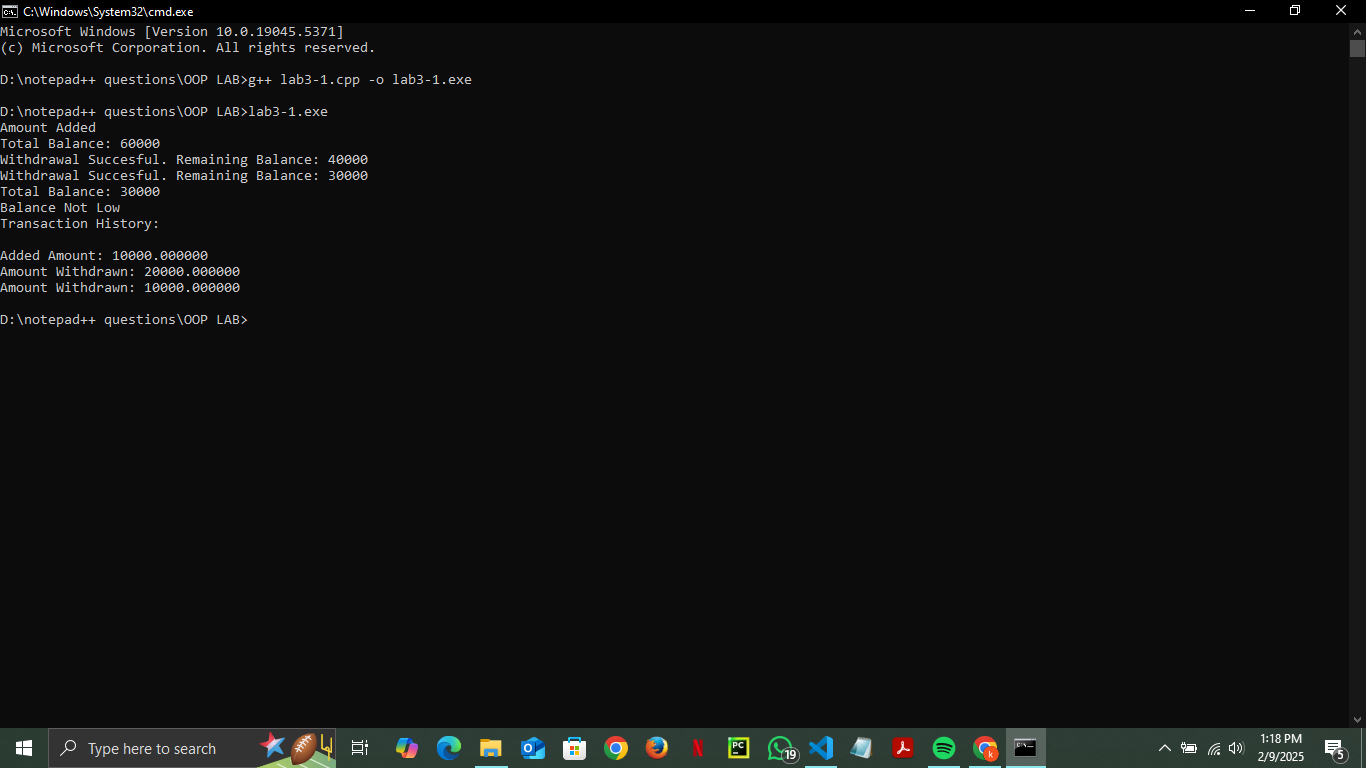 C:\Windows\System32\cmd.exe
Microsoft Windows [Version 10.0.19045.5371]
(c) Microsoft Corporation. All rights reserved.
D:\notepad++ questions\OOP LAB>g++ lab3-1.cpp -o lab3-1.exe
D:\notepad++ questions\OOP LAB>lab3-1.exe
Amount Added
Total Balance: 60000
Withdrawal Succesful. Remaining Balance: 40000
Withdrawal Succesful. Remaining Balance: 30000
Total Balance: 30000
Balance Not Low
Transaction History:
Added Amount: 10000.000000
Amount Withdrawn: 20000.000000
Amount Withdrawn: 10000.000000
D:\notepad++ questions\OOP LAB>
Type here to search
PC
19
k
1:18 PM
2/9/2025
5